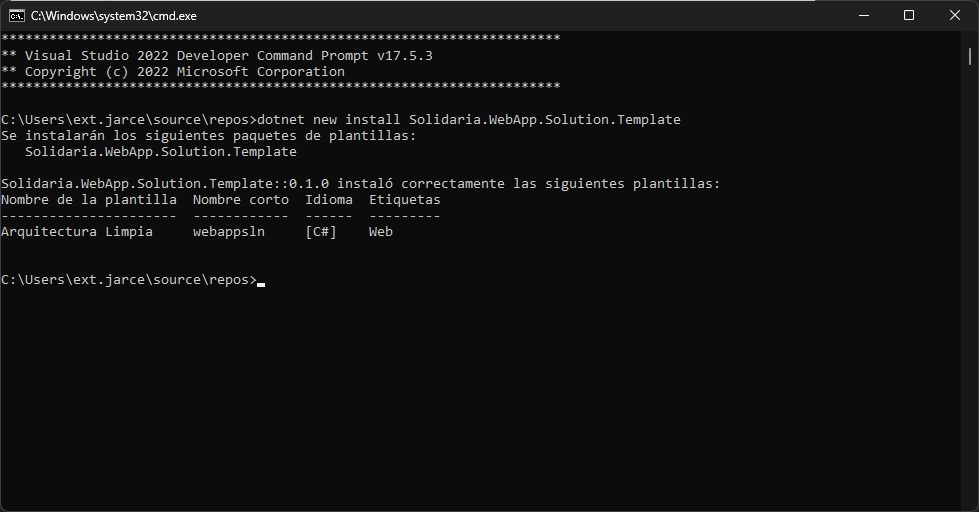 C:\Windows\system32\cmd.exe
**********************************************************************
** Visual Studio 2022 Developer Command Prompt v17.5.3
** Copyright (c) 2022 Microsoft Corporation
**********************************************************************
C:\Users\ext.jarce\source\repos>dotnet new install Solidaria.WebApp.Solution.Template
Se instalarán los siguientes paquetes de plantillas:
   Solidaria.WebApp.Solution.Template
Solidaria.WebApp.Solution.Template::0.1.0 instaló correctamente las siguientes plantillas:
Nombre de la plantilla  Nombre corto  Idioma  Etiquetas
----------------------  ------------  ------  ---------
Arquitectura Limpia     webappsln     [C#]    Web
C:\Users\ext.jarce\source\repos>